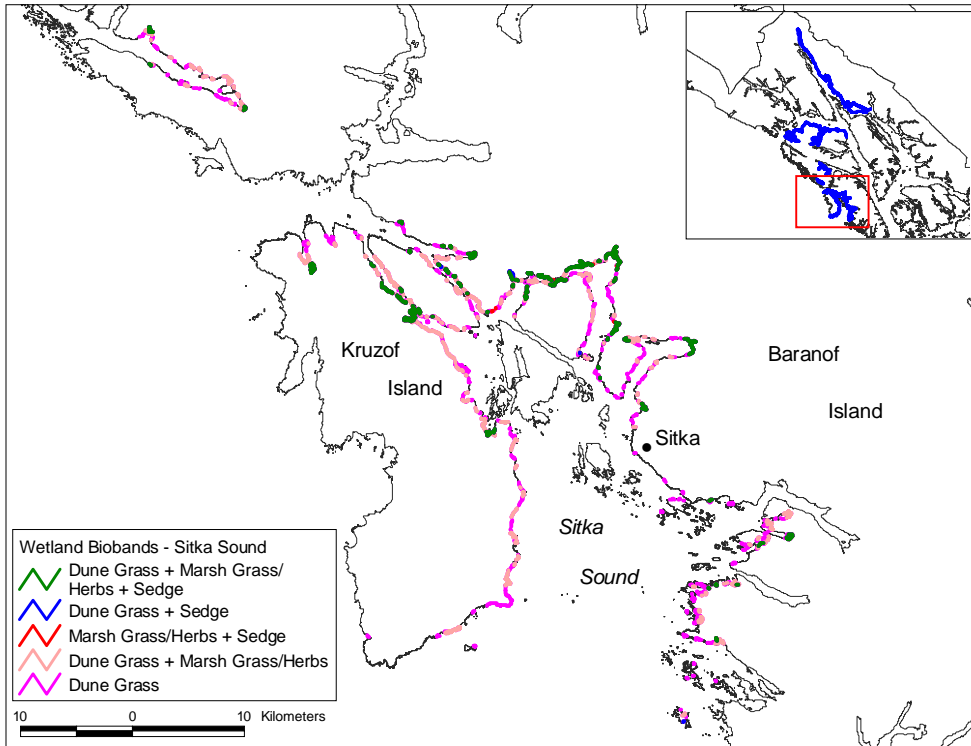 Kruzof
Island
Baranof
Island
Sitka
Sitka
Sound
Wetland Biobands - Sitka Sound
Dune Grass + Marsh Grass/
Herbs + Sedge
Dune Grass + Sedge
Marsh Grass/Herbs + Sedge
Dune Grass + Marsh Grass/Herbs
Dune Grass
10 0 10 Kilometers